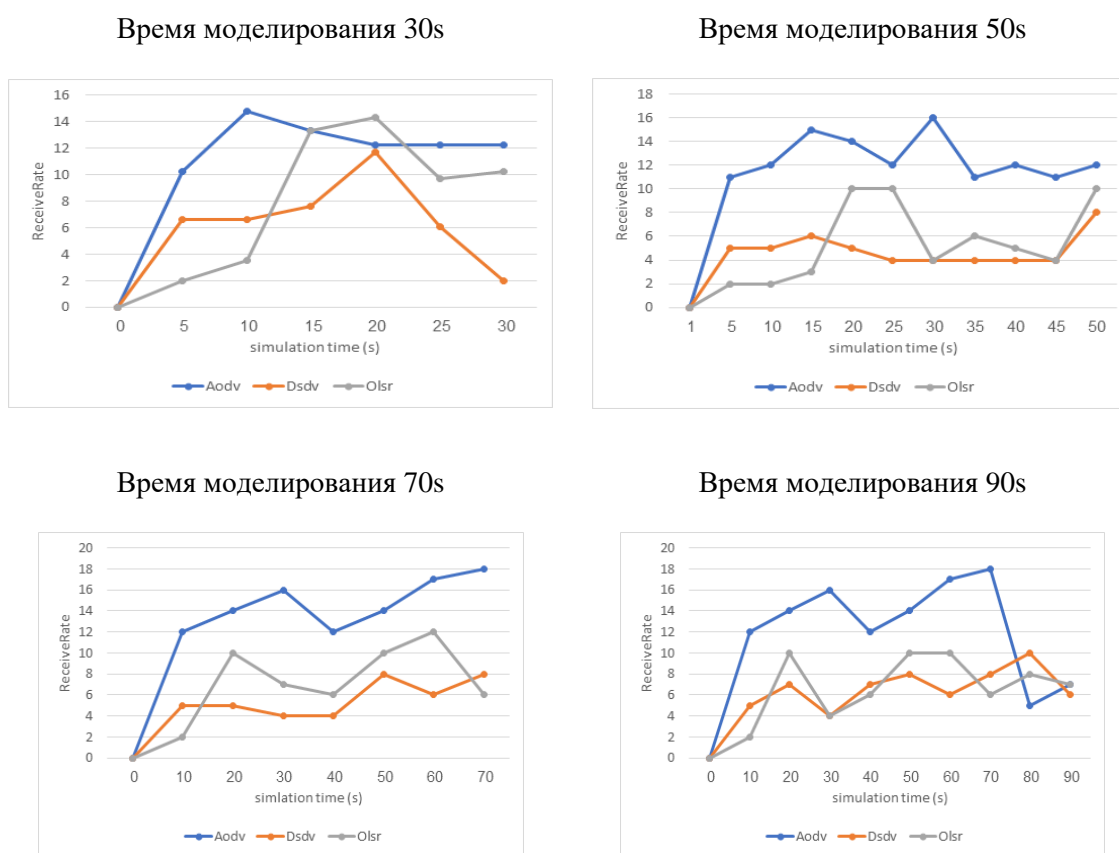 Время моделирования 30s
16
14
12
10
8
6
4
2
0
ReceiveRate
0 5 10 15 20 25 30
simulation time (s)
Aodv Dsdv Olsr
Время моделирования 50s
18
16
14
12
10
8
6
4
2
0
ReceiveRate
1 5 10 15 20 25 30 35 40 45 50
simulation time (s)
Aodv Dsdv Olsr
Время моделирования 70s
20
18
16
14
12
10
8
6
4
2
0
ReceiveRate
0 10 20 30 40 50 60 70
simlation time (s)
Aodv Dsdv Olsr
Время моделирования 90s
20
18
16
14
12
10
8
6
4
2
0
ReceiveRate
0 10 20 30 40 50 60 70 80 90
simulation time (s)
Aodv Dsdv Olsr